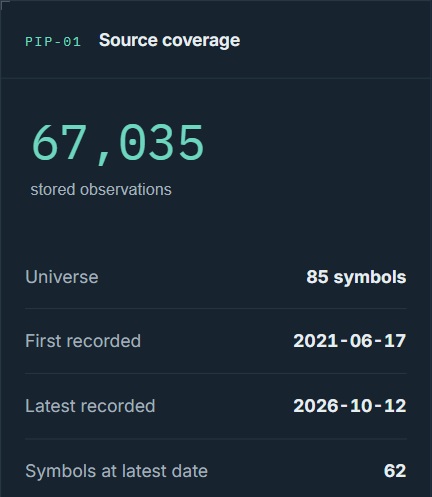 PIP-01 Source coverage
67,035
stored observations
Universe 85 symbols
First recorded 2021-06-17
Latest recorded 2026-10-12
Symbols at latest date 62